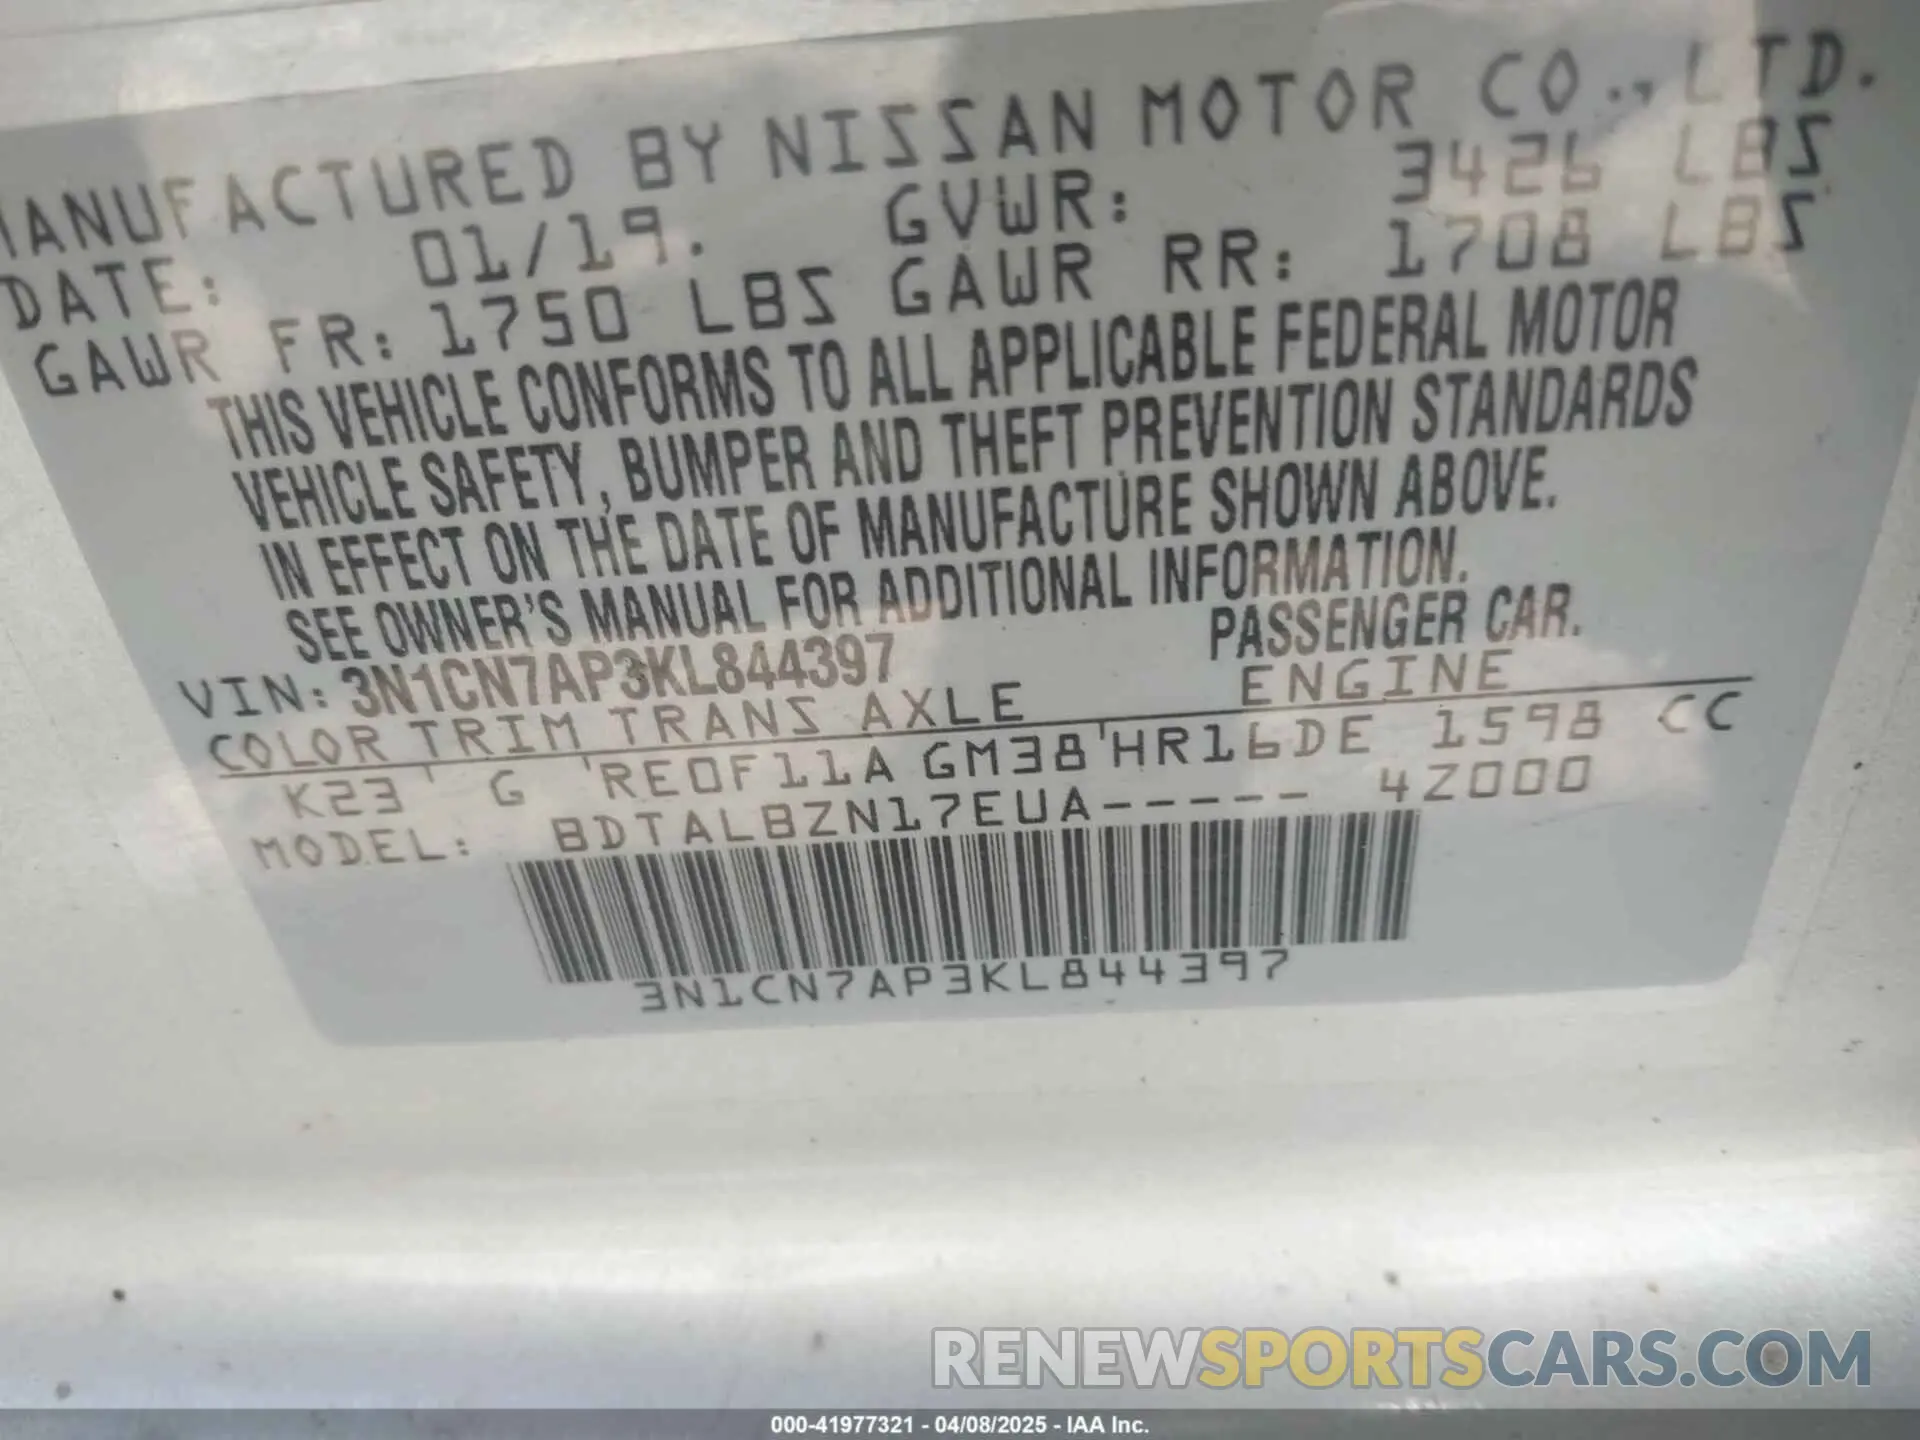 MANUFACTURED BY NISSAN MOTOR CO., LTD.
DATE: 01/19. GVWR: 3426 LBS
GAWR FR: 1750 LBS GAWR RR: 1708 LBS
THIS VEHICLE CONFORMS TO ALL APPLICABLE FEDERAL MOTOR
VEHICLE SAFETY, BUMPER AND THEFT PREVENTION STANDARDS
IN EFFECT ON THE DATE OF MANUFACTURE SHOWN ABOVE.
SEE OWNER'S MANUAL FOR ADDITIONAL INFORMATION.
VIN: 3N1CN7AP3KL844397 PASSENGER CAR.
COLOR TRIM TRANS AXLE ENGINE
K23 G RE0F11A GM38 HR16DE 1598 CC
MODEL: BDTALBZN17EUA----- 4Z000
3N1CN7AP3KL844397
RENEWSPORTSCARS.COM
000-41977321 - 04/08/2025 - IAA Inc.